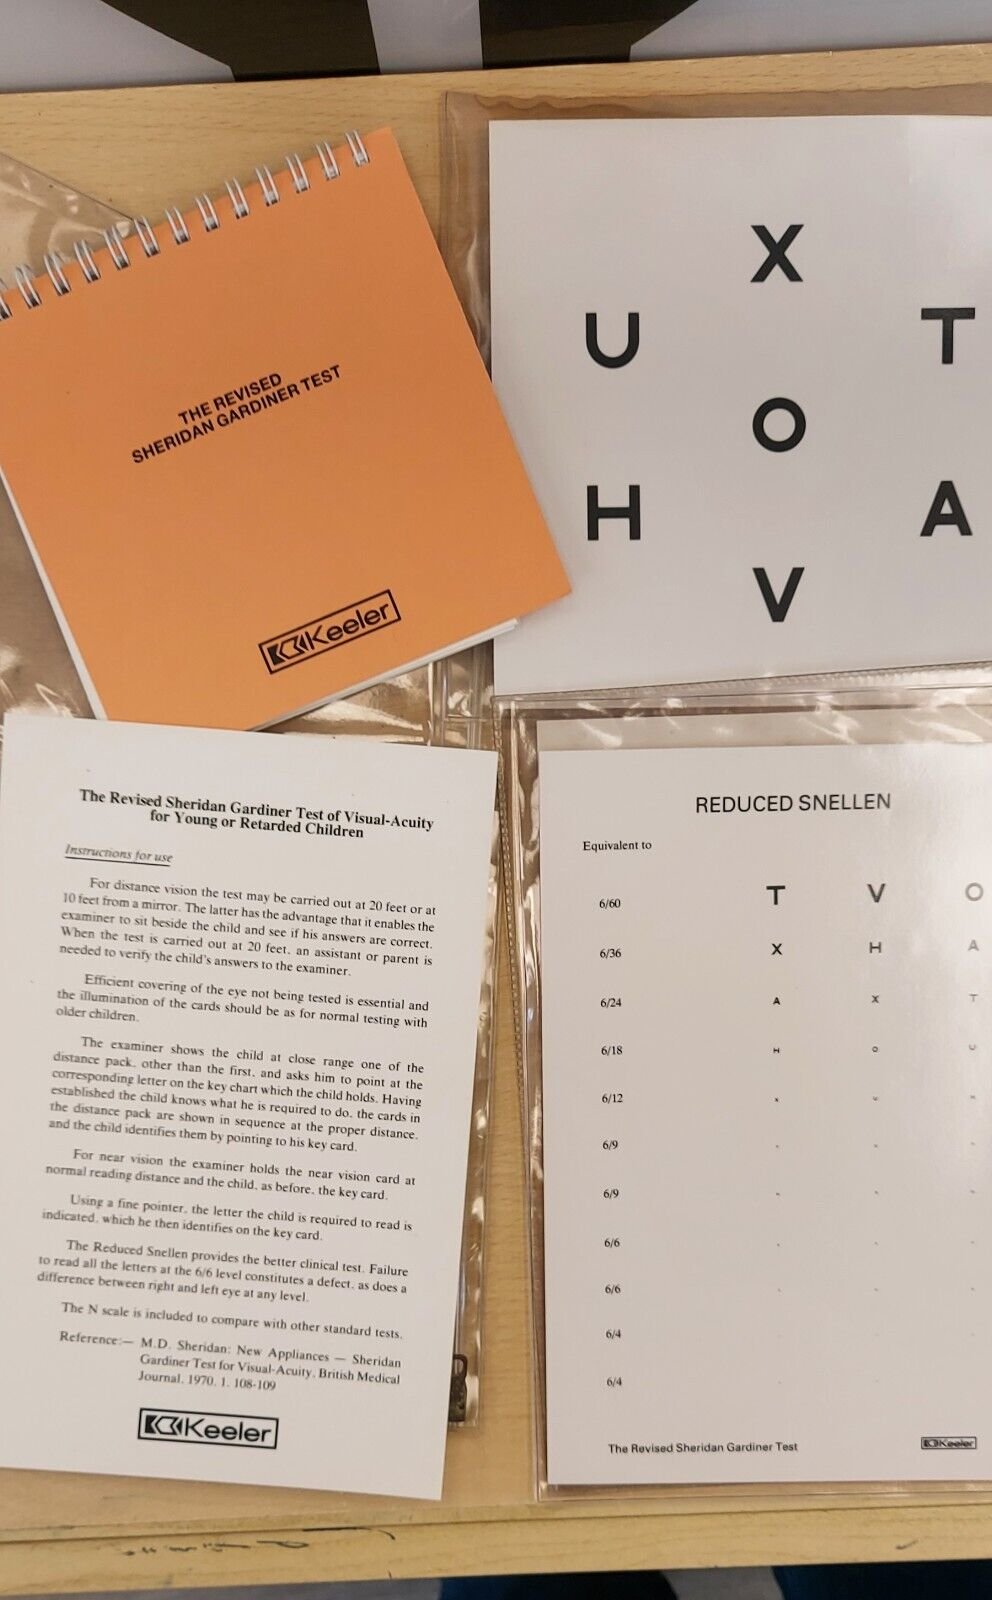 THE REVISED
SHERIDAN GARDINER TEST
Keeler
X
U T
O
H A
V
The Revised Sheridan Gardiner Test of Visual-Acuity
for Young or Retarded Children
Instructions for use
For distance vision the test may be carried out at 20 feet or at
10 feet from a mirror. The latter has the advantage that it enables the
examiner to sit beside the child and see if his answers are correct.
When the test is carried out at 20 feet, an assistant or parent is
needed to verify the child's answers to the examiner.
Efficient covering of the eye not being tested is essential and
the illumination of the cards should be as for normal testing with
older children.
The examiner shows the child at close range one of the
distance pack, other than the first, and asks him to point at the
corresponding letter on the key chart which the child holds. Having
established the child knows what he is required to do, the cards in
the distance pack are shown in sequence at the proper distance,
and the child identifies them by pointing to his key card.
For near vision the examiner holds the near vision card at
normal reading distance and the child, as before, the key card.
Using a fine pointer, the letter the child is required to read is
indicated, which he then identifies on the key card.
The Reduced Snellen provides the better clinical test. Failure
to read all the letters at the 6/6 level constitutes a defect, as does a
difference between right and left eye at any level.
The N scale is included to compare with other standard tests.
Reference:— M.D. Sheridan: New Appliances — Sheridan
Gardiner Test for Visual-Acuity. British Medical
Journal. 1970. 1. 108-109
Keeler
REDUCED SNELLEN
Equivalent to
6/60 T V O
6/36 X H A
6/24 A X T
6/18 H O U
6/12
6/9
6/9
6/6
6/6
6/4
6/4
The Revised Sheridan Gardiner Test
Keeler